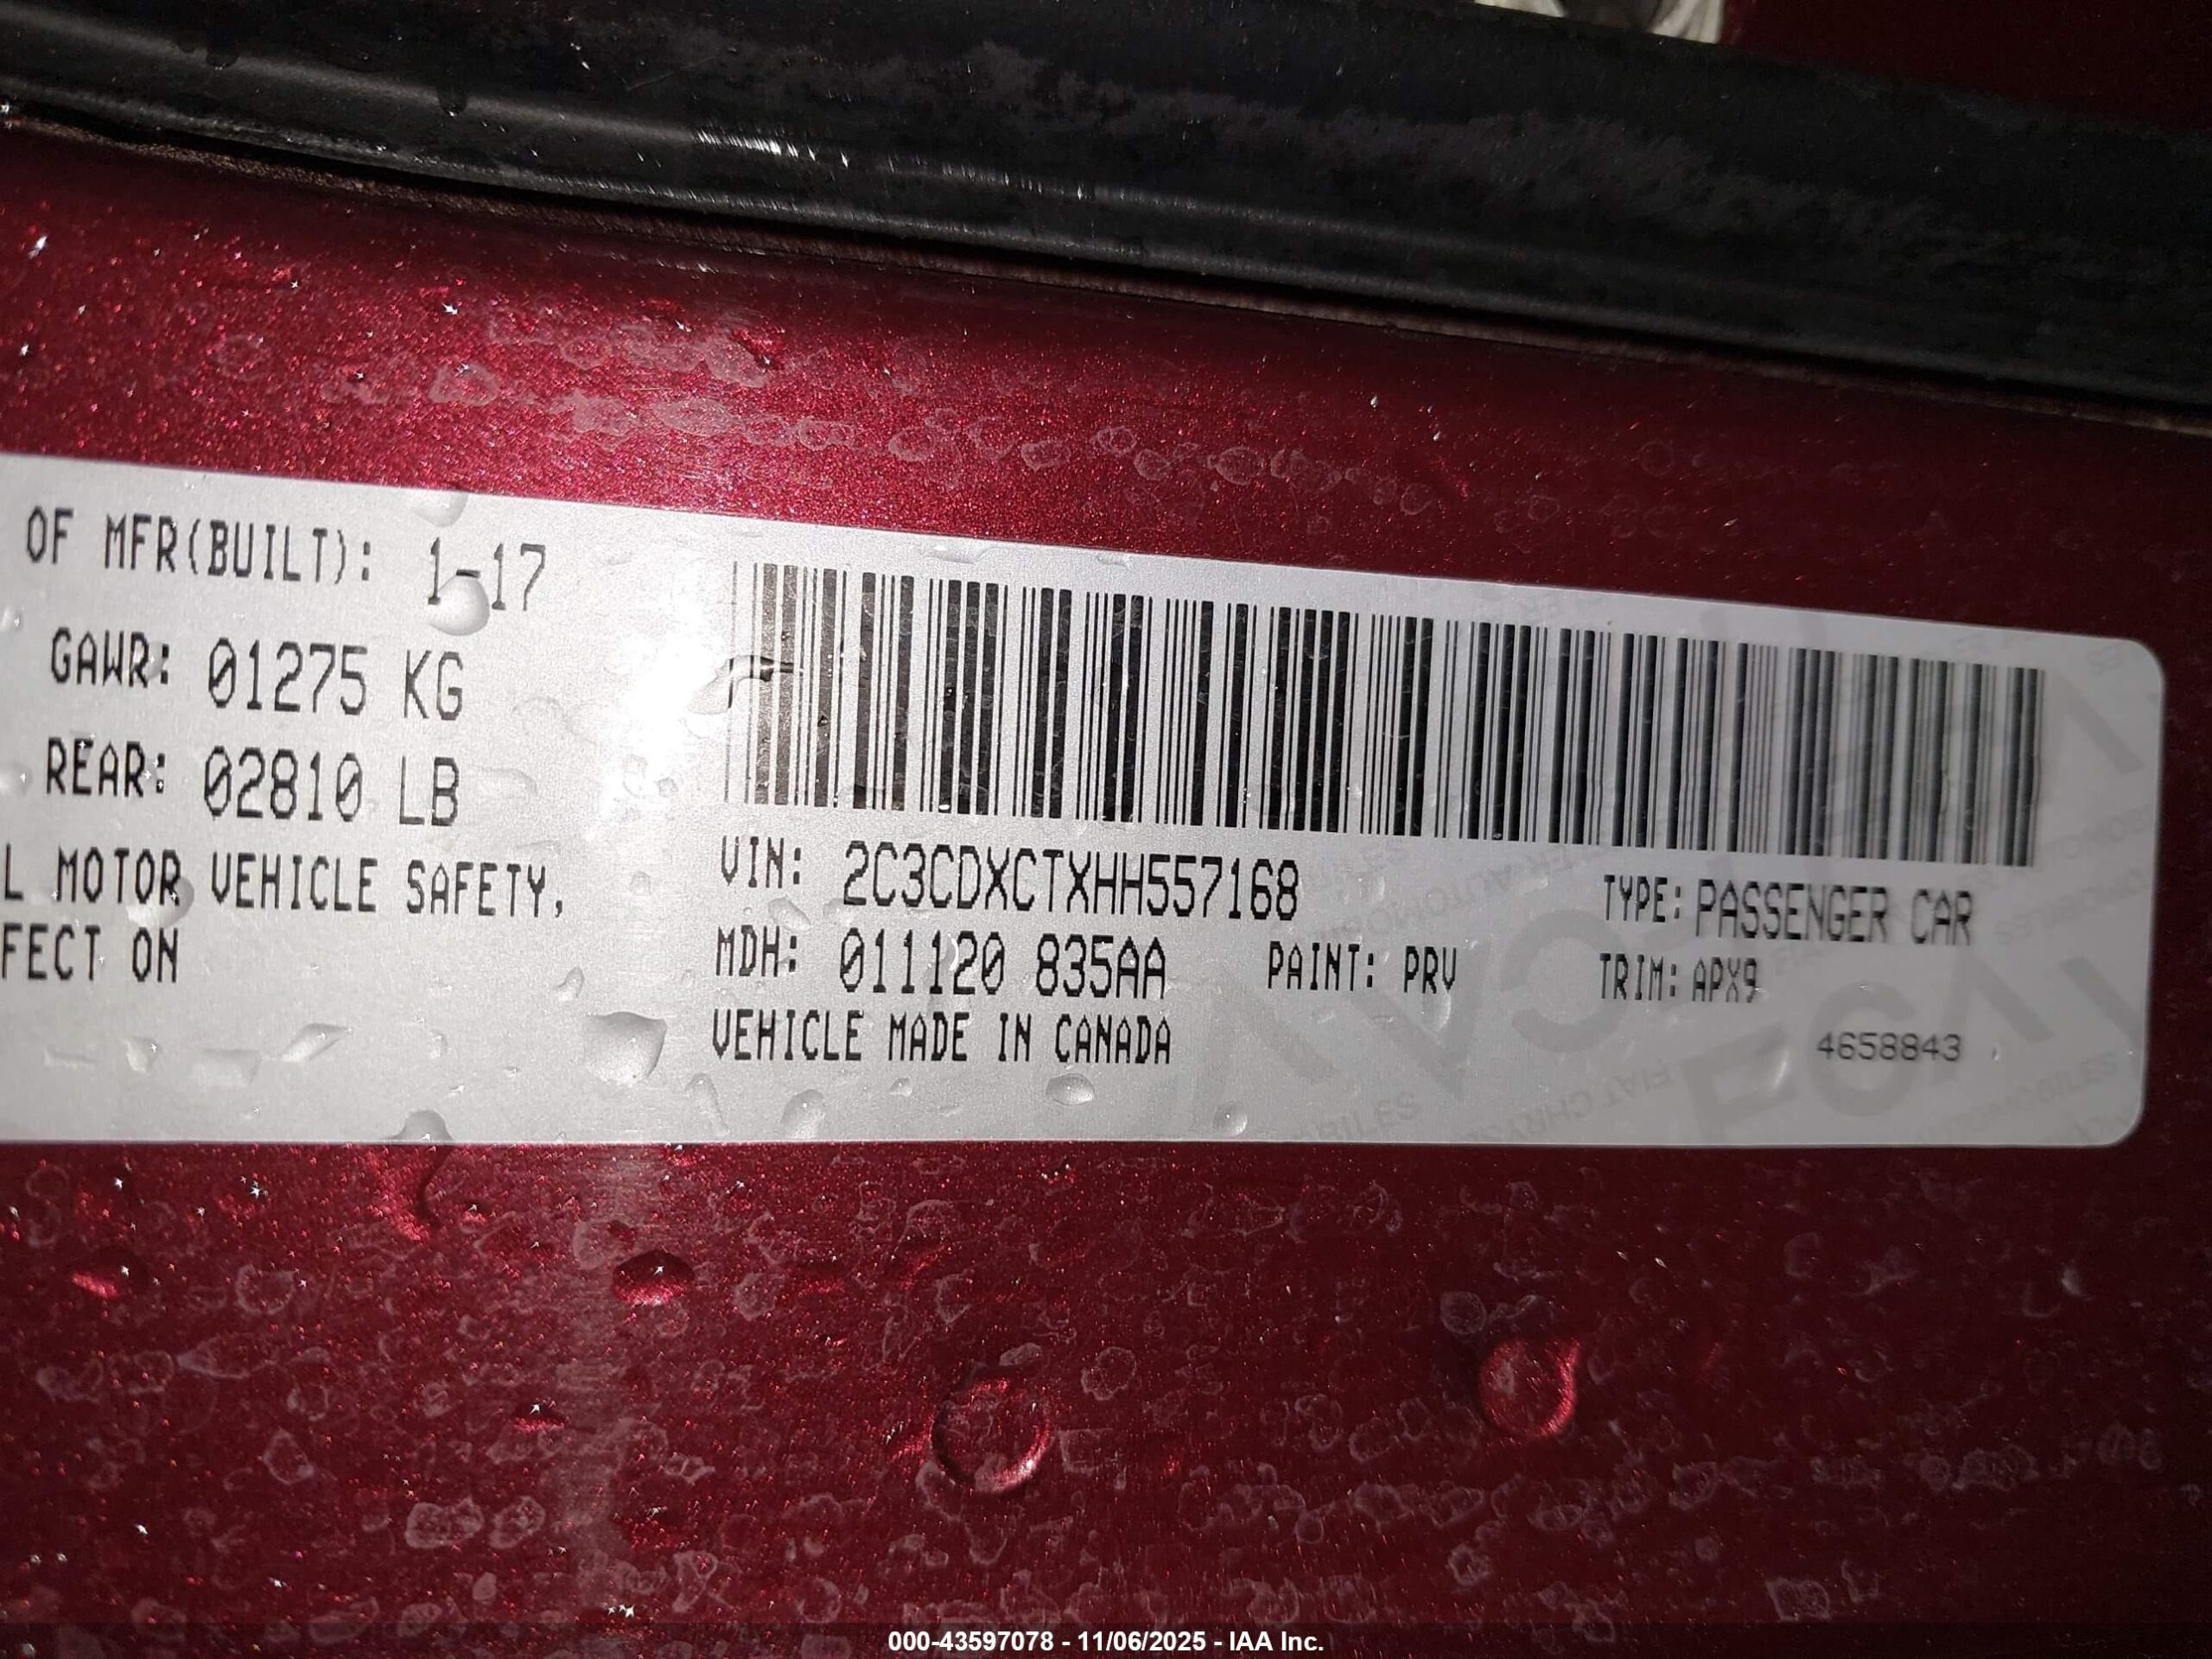 OF MFR(BUILT): 1-17
GAWR: 01275 KG
REAR: 02810 LB
L MOTOR VEHICLE SAFETY,
FECT ON
VIN: 2C3CDXCTXHH557168
TYPE: PASSENGER CAR
MDH: 011120 835AA PAINT: PRV
TRIM: APX9
VEHICLE MADE IN CANADA
4658843
000-43597078 - 11/06/2025 - IAA Inc.